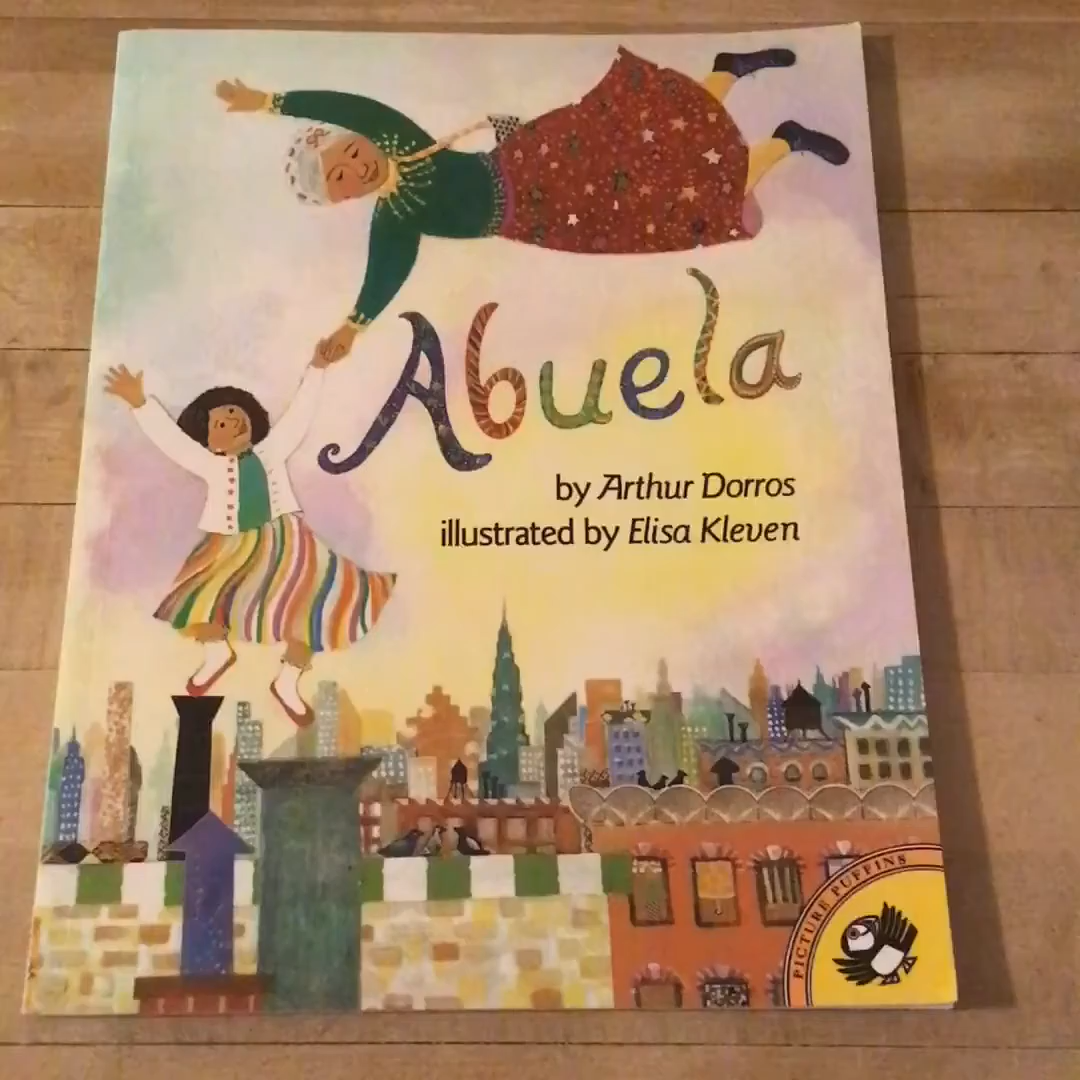 Abuela
by Arthur Dorros
illustrated by Elisa Kleven
PICTURE PUFFINS